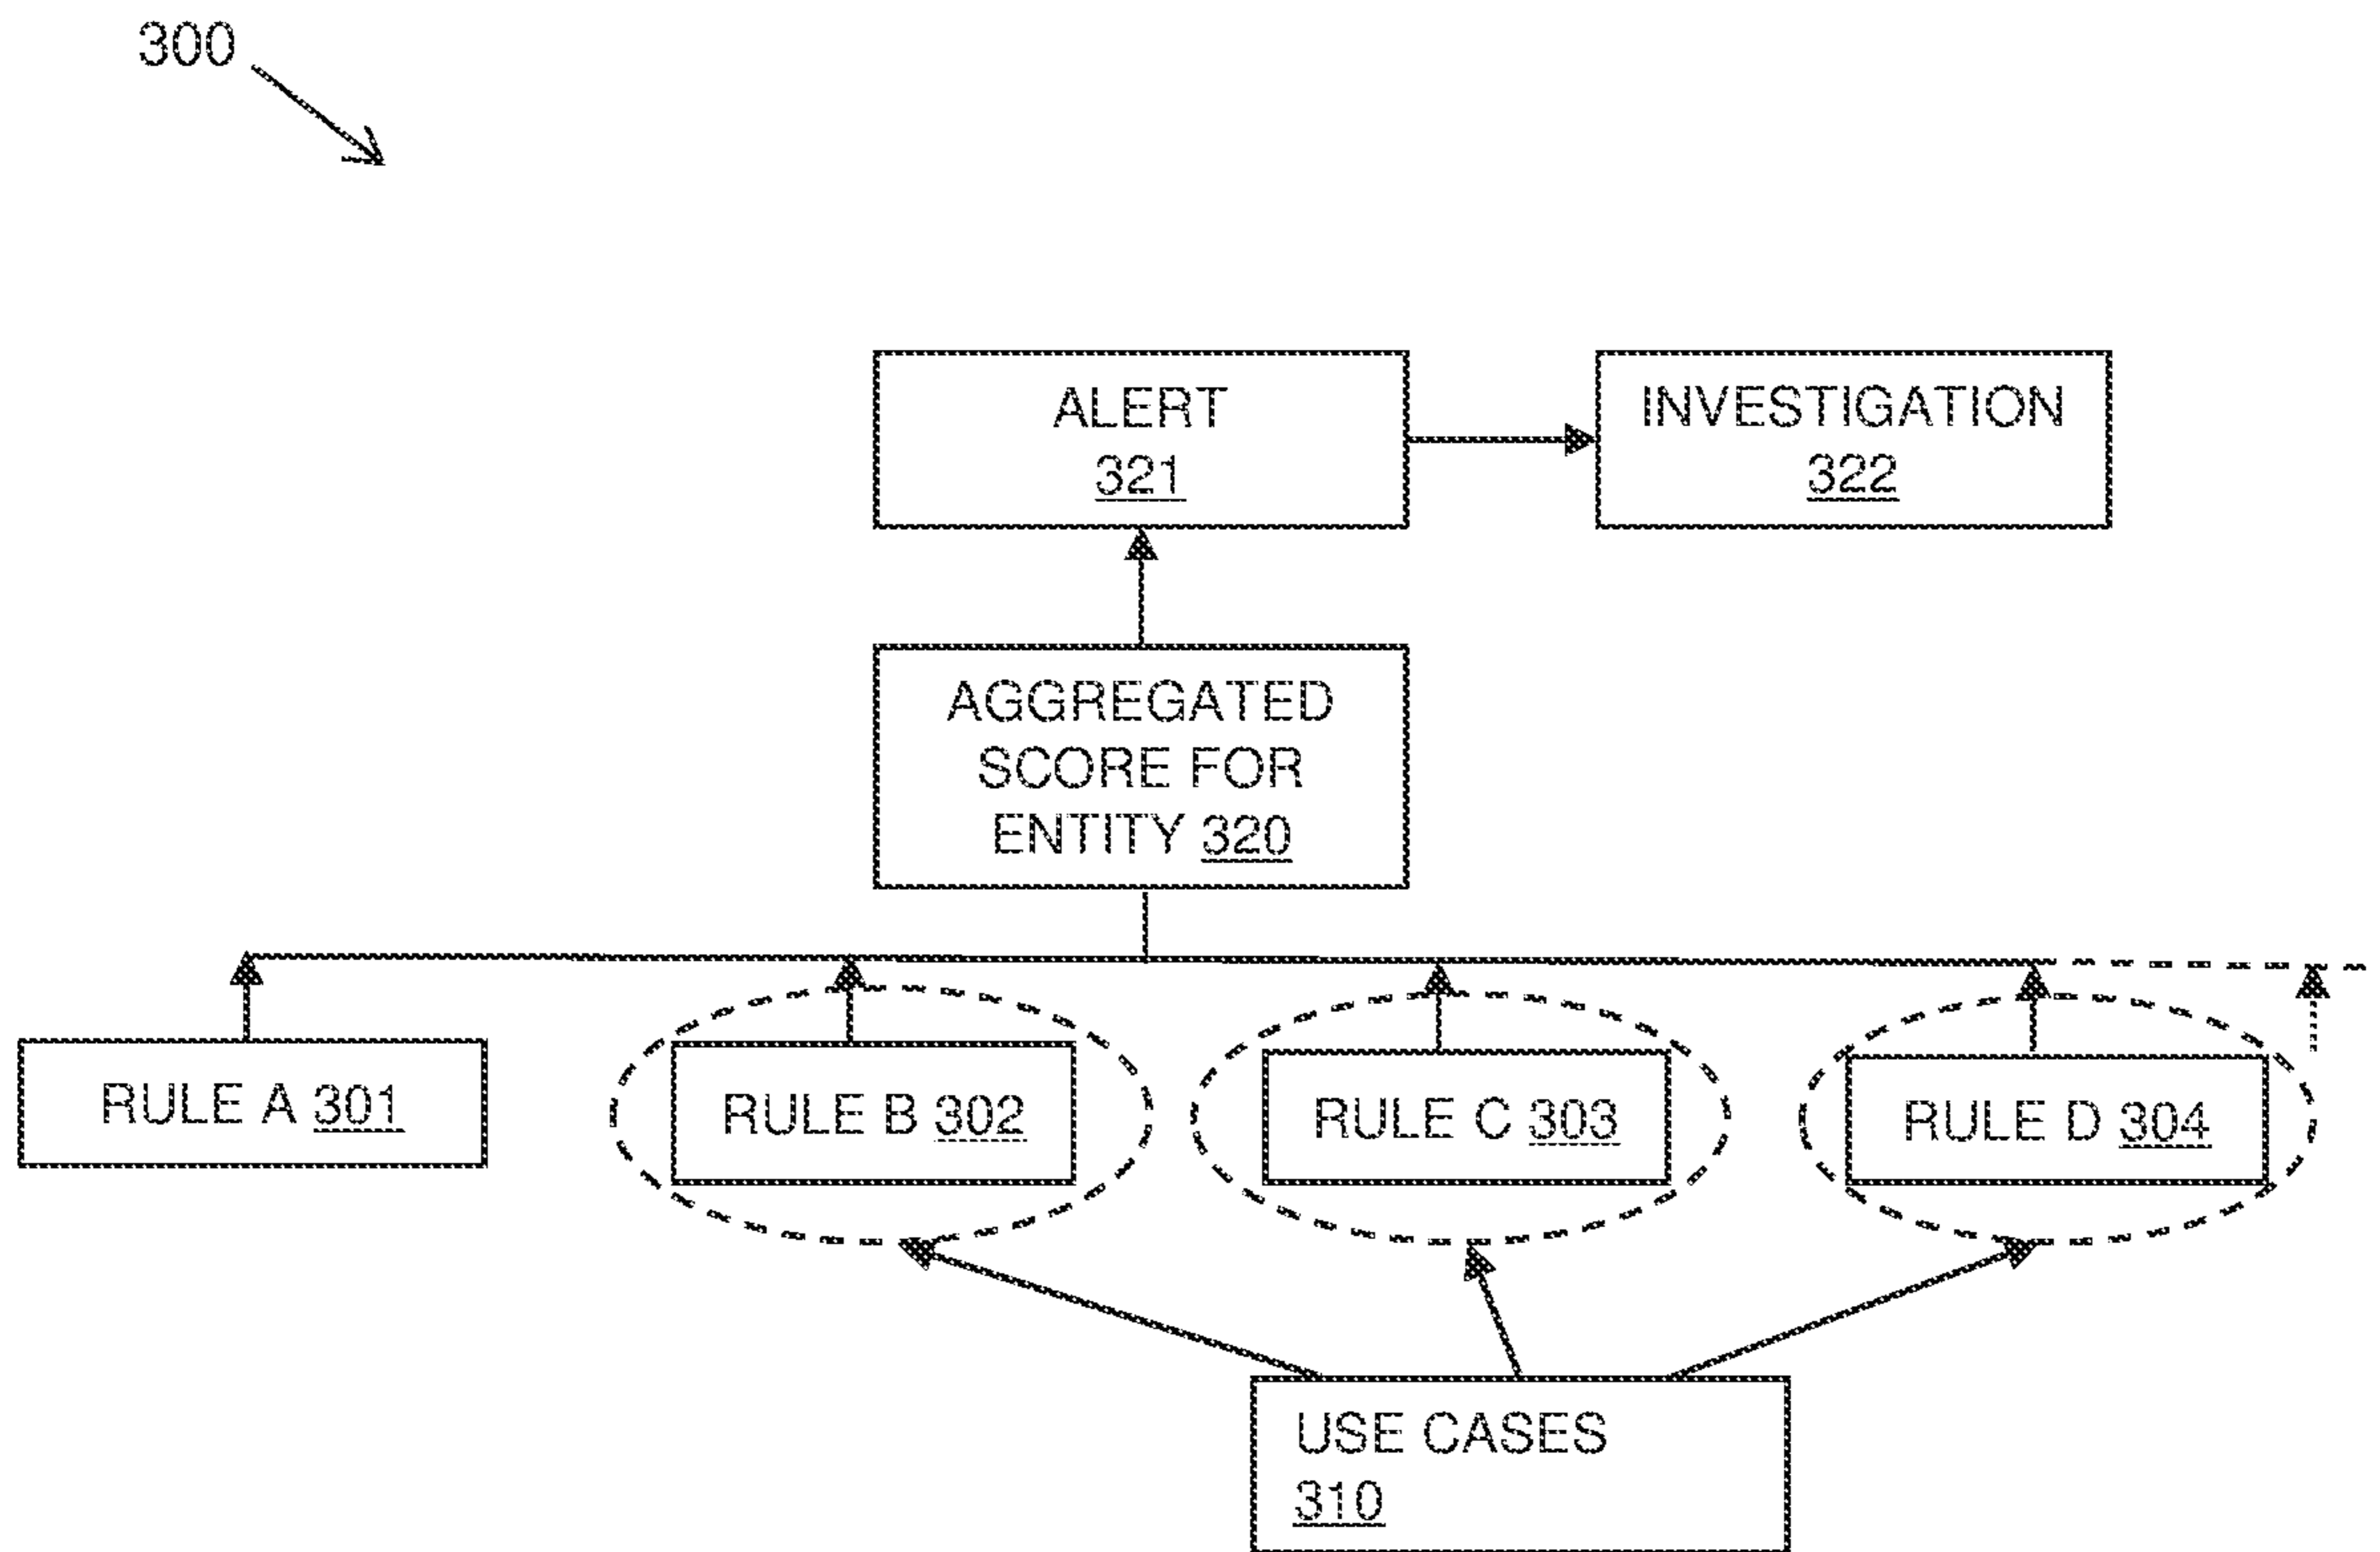 300
ALERT
321
INVESTIGATION
322
AGGREGATED
SCORE FOR
ENTITY 320
RULE A 301
RULE B 302
RULE C 303
RULE D 304
USE CASES
310